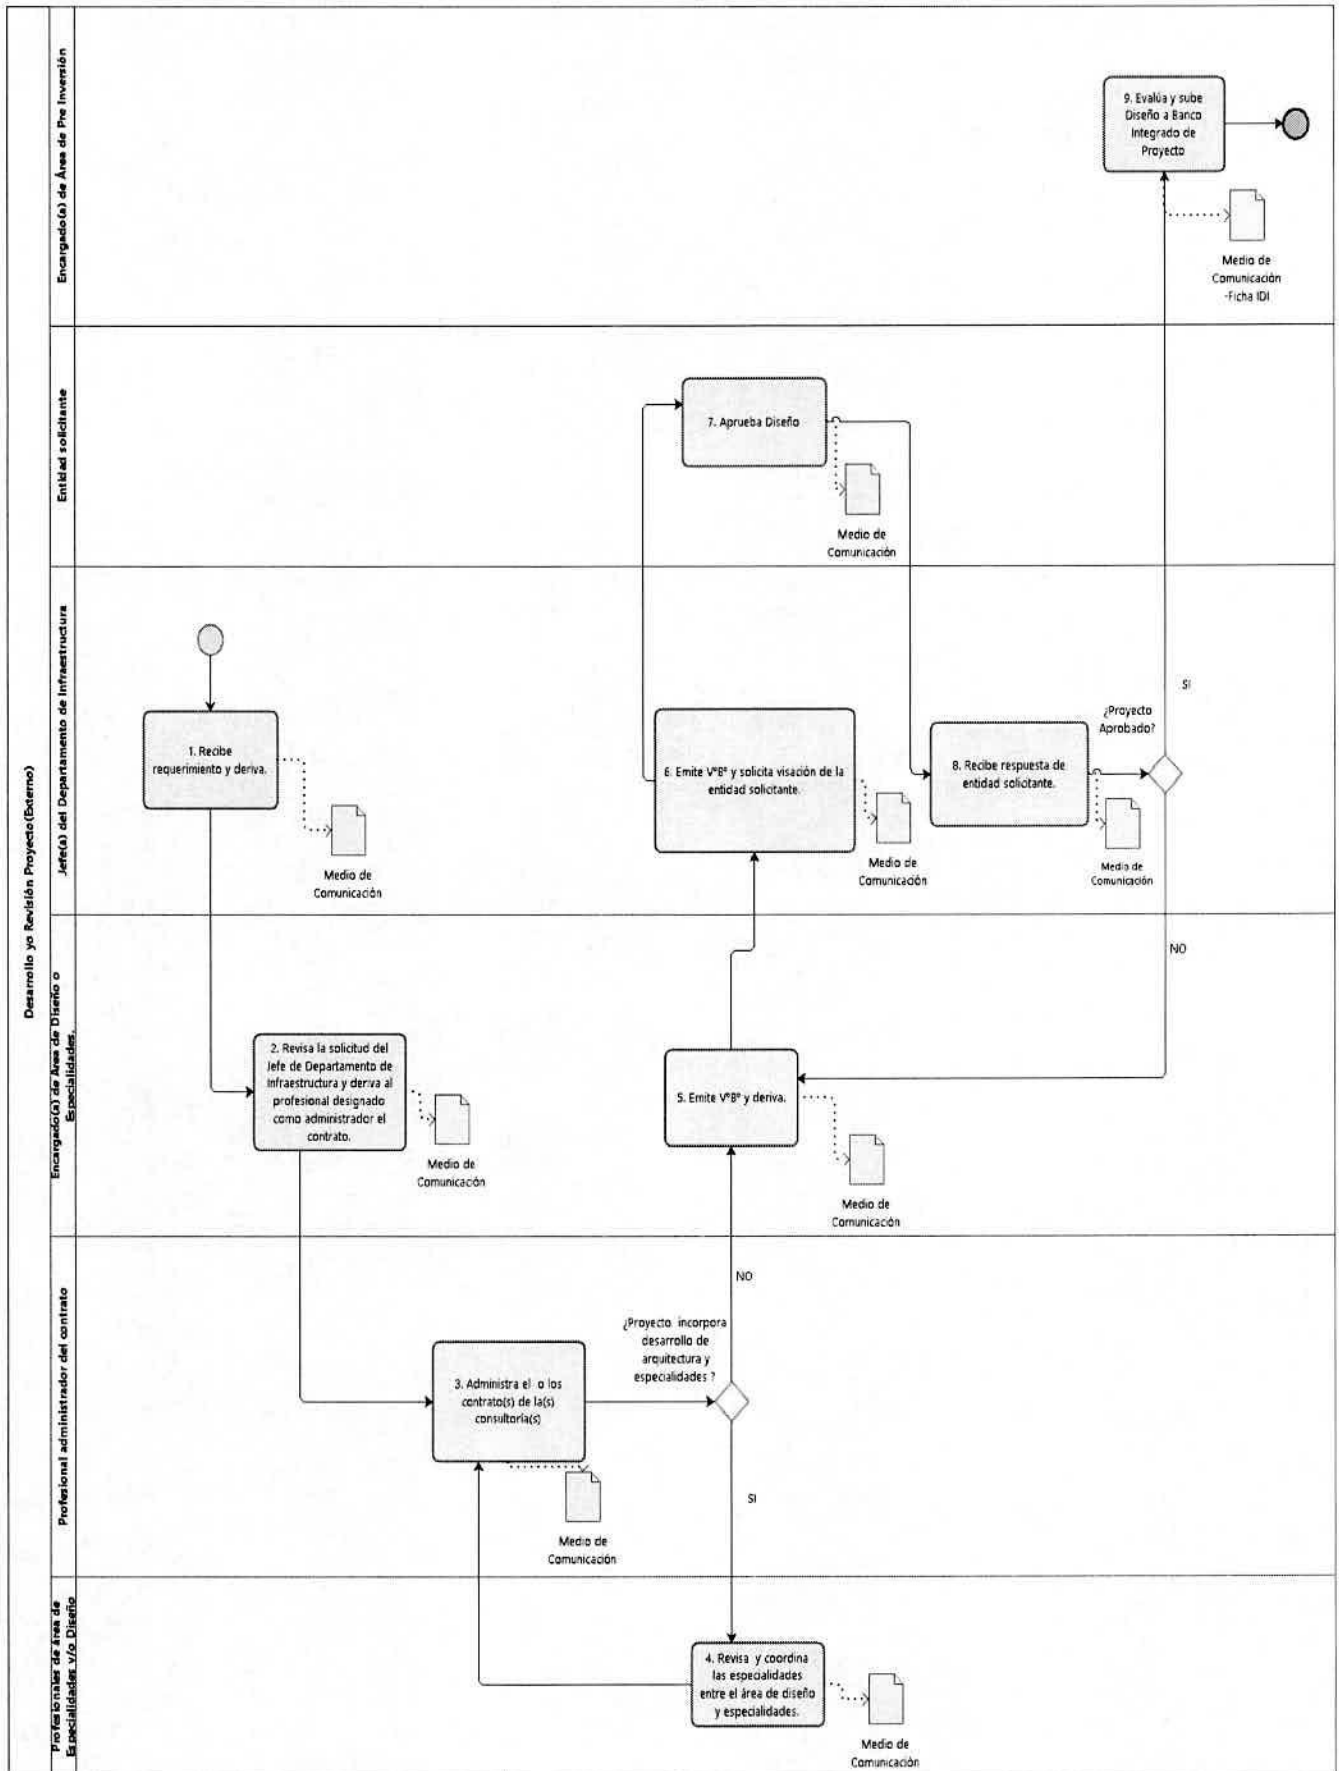 Desarrollo yo Revisión Proyecto(Externo)
Encargado(a) de Área de Pre Inversión
9. Evalúa y sube
Diseño a Banco
Integrado de
Proyecto
Medio de
Comunicación
-Ficha IDI
Entidad solicitante
7. Aprueba Diseño
Medio de
Comunicación
Jefe(a) del Departamento de Infraestructura
1. Recibe
requerimiento y deriva.
Medio de
Comunicación
6. Emite V°B° y solicita visación de la
entidad solicitante.
Medio de
Comunicación
8. Recibe respuesta de
entidad solicitante.
Medio de
Comunicación
¿Proyecto
Aprobado?
SI
NO
Encargado(a) de Área de Diseño o
Especialidades.
2. Revisa la solicitud del
Jefe de Departamento de
Infraestructura y deriva al
profesional designado
como administrador el
contrato.
Medio de
Comunicación
5. Emite V°B° y deriva.
Medio de
Comunicación
Profesional administrador del contrato
3. Administra el o los
contrato(s) de la(s)
consultoría(s)
Medio de
Comunicación
¿Proyecto incorpora
desarrollo de
arquitectura y
especialidades ?
NO
SI
Profesionales de área de
Especialidades y/o Diseño
4. Revisa y coordina
las especialidades
entre el área de diseño
y especialidades.
Medio de
Comunicación